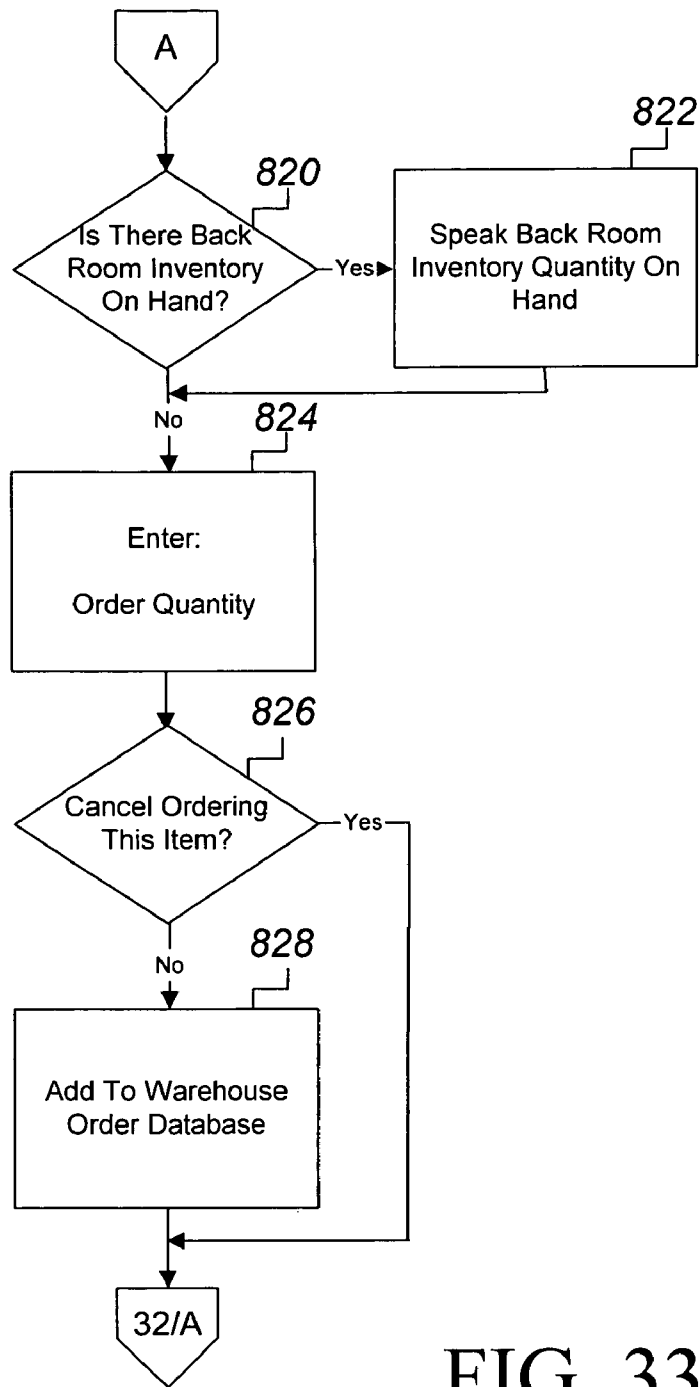 A
820
Is There Back
Room Inventory
On Hand?
Yes
822
Speak Back Room
Inventory Quantity On
Hand
No
824
Enter:
Order Quantity
826
Cancel Ordering
This Item?
Yes
No
828
Add To Warehouse
Order Database
32/A
FIG. 33